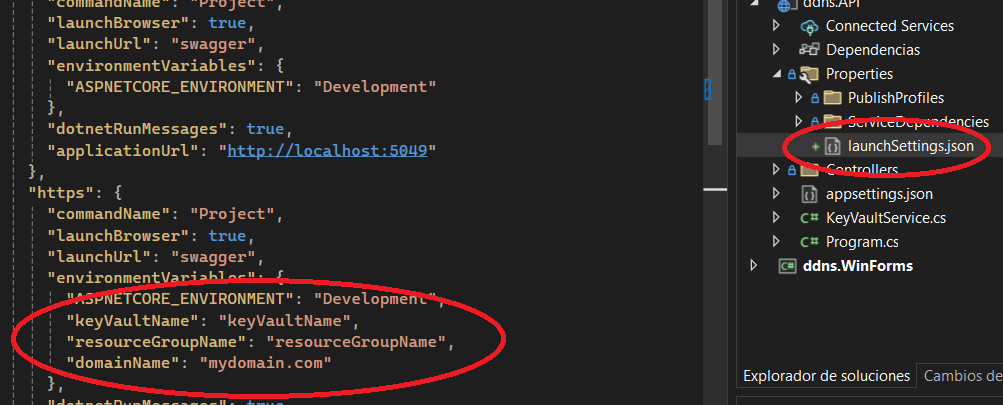 "commandName": "Project",
"launchBrowser": true,
"launchUrl": "swagger",
"environmentVariables": {
"ASPNETCORE_ENVIRONMENT": "Development"
},
"dotnetRunMessages": true,
"applicationUrl": "http://localhost:5049"
},
"https": {
"commandName": "Project",
"launchBrowser": true,
"launchUrl": "swagger",
"environmentVariables": {
"ASPNETCORE_ENVIRONMENT": "Development",
"keyVaultName": "keyVaultName",
"resourceGroupName": "resourceGroupName",
"domainName": "mydomain.com"
},
"dotnetRunMessages": true
ddns.API
Connected Services
Dependencias
Properties
PublishProfiles
ServiceDependencies
launchSettings.json
Controllers
appsettings.json
C# KeyVaultService.cs
C# Program.cs
C# ddns.WinForms
Explorador de soluciones
Cambios de